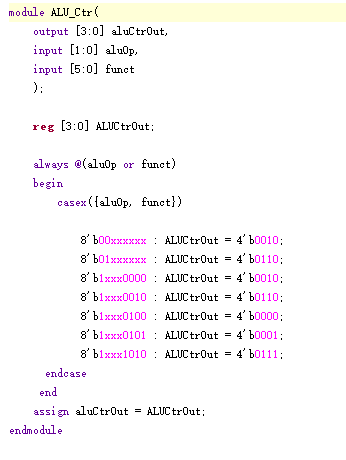 module ALU_Ctr(
output [3:0] aluCtrOut,
input [1:0] aluOp,
input [5:0] funct
);
reg [3:0] ALUCtrOut;
always @(aluOp or funct)
begin
casex({aluOp, funct})
8'b00xxxxxx : ALUCtrOut = 4'b0010;
8'b01xxxxxx : ALUCtrOut = 4'b0110;
8'b1xxx0000 : ALUCtrOut = 4'b0010;
8'b1xxx0010 : ALUCtrOut = 4'b0110;
8'b1xxx0100 : ALUCtrOut = 4'b0000;
8'b1xxx0101 : ALUCtrOut = 4'b0001;
8'b1xxx1010 : ALUCtrOut = 4'b0111;
endcase
end
assign aluCtrOut = ALUCtrOut;
endmodule